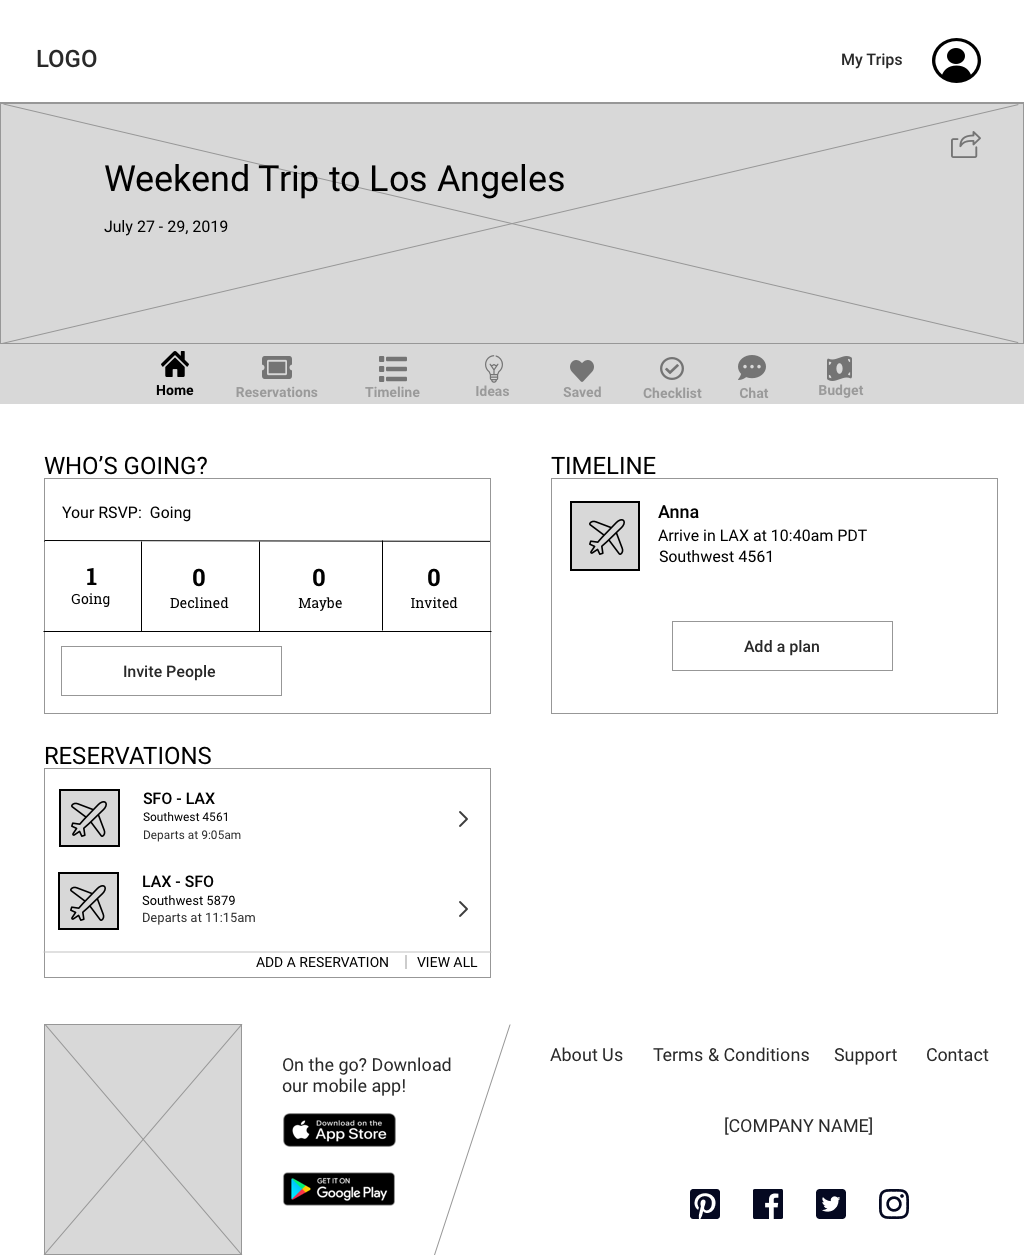 LOGO
My Trips
Weekend Trip to Los Angeles
July 27 - 29, 2019
Home
Reservations
Timeline
Ideas
Saved
Checklist
Chat
Budget
WHO’S GOING?
Your RSVP:  Going
1
Going
0
Declined
0
Maybe
0
Invited
Invite People
TIMELINE
Anna
Arrive in LAX at 10:40am PDT
Southwest 4561
Add a plan
RESERVATIONS
SFO - LAX
Southwest 4561
Departs at 9:05am
LAX - SFO
Southwest 5879
Departs at 11:15am
ADD A RESERVATION
VIEW ALL
On the go? Download
our mobile app!
Download on the
App Store
GET IT ON
Google Play
About Us
Terms & Conditions
Support
Contact
[COMPANY NAME]